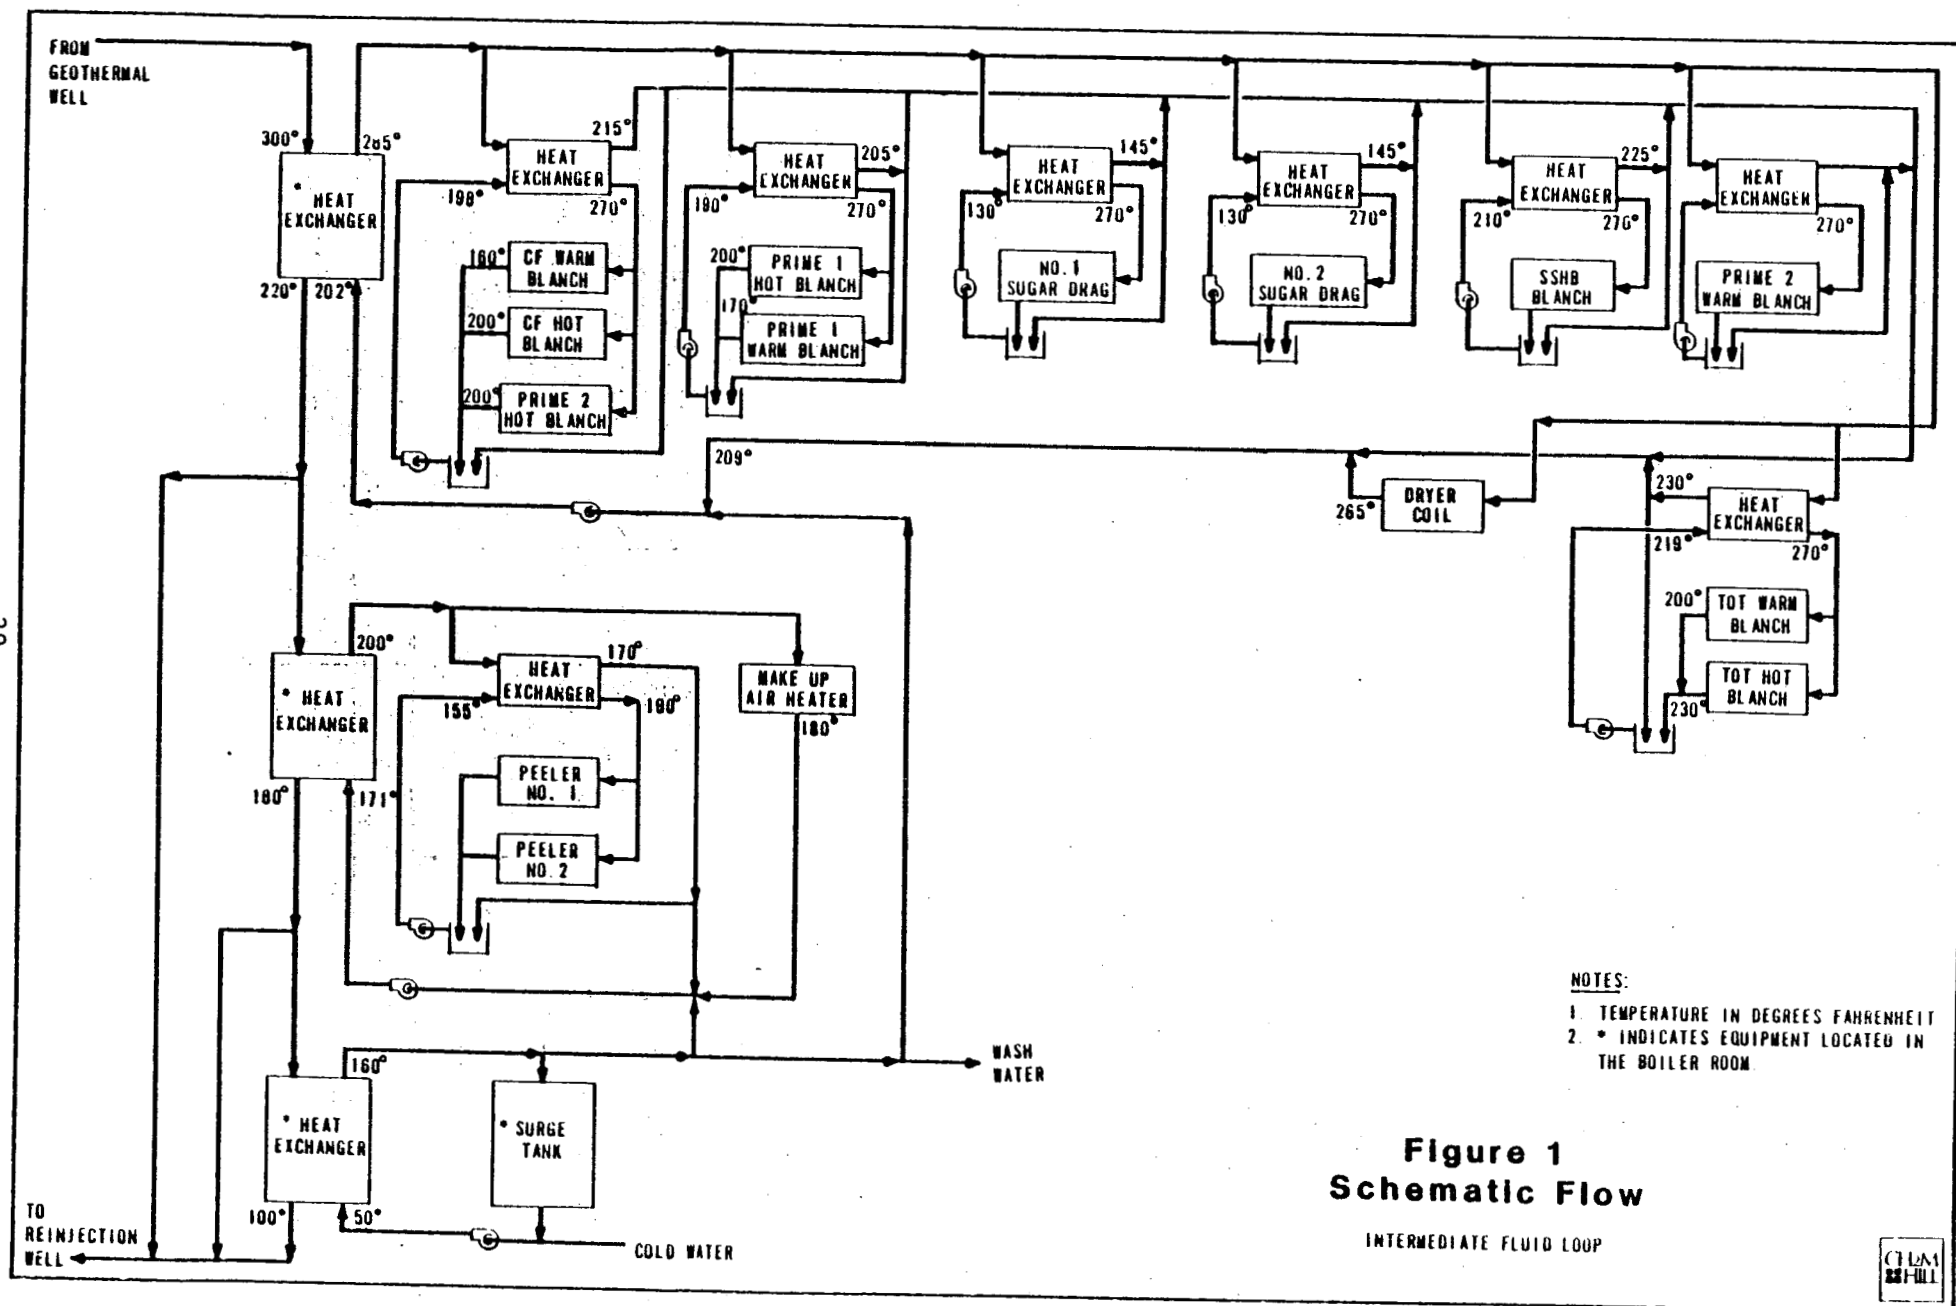 FROM
GEOTHERMAL
WELL
300°
285°
* HEAT
EXCHANGER
220°
202°
215°
HEAT
EXCHANGER
198°
270°
160°
CF WARM
BLANCH
200°
CF HOT
BLANCH
200°
PRIME 2
HOT BLANCH
205°
HEAT
EXCHANGER
190°
270°
200°
PRIME 1
HOT BLANCH
170°
PRIME 1
WARM BLANCH
145°
HEAT
EXCHANGER
130°
270°
NO. 1
SUGAR DRAG
145°
HEAT
EXCHANGER
130°
270°
NO. 2
SUGAR DRAG
225°
HEAT
EXCHANGER
210°
270°
SSHB
BLANCH
HEAT
EXCHANGER
270°
PRIME 2
WARM BLANCH
209°
265°
DRYER
COIL
230°
HEAT
EXCHANGER
219°
270°
200°
TOT WARM
BLANCH
TOT HOT
BLANCH
230°
200°
* HEAT
EXCHANGER
180°
171°
170°
HEAT
EXCHANGER
155°
190°
PEELER
NO. 1
PEELER
NO. 2
MAKE UP
AIR HEATER
180°
160°
* HEAT
EXCHANGER
100°
50°
* SURGE
TANK
WASH
WATER
COLD WATER
TO
REINJECTION
WELL
NOTES:
1. TEMPERATURE IN DEGREES FAHRENHEIT
2. * INDICATES EQUIPMENT LOCATED IN
THE BOILER ROOM
Figure 1
Schematic Flow
INTERMEDIATE FLUID LOOP
CH2M
HILL